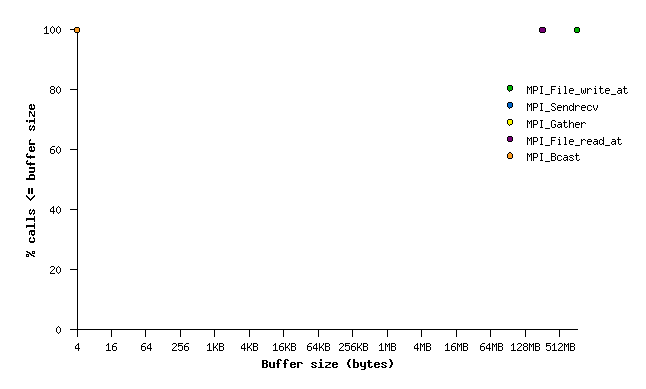 100
80
60
40
20
0
% calls <= buffer size
MPI_File_write_at
MPI_Sendrecv
MPI_Gather
MPI_File_read_at
MPI_Bcast
4 16 64 256 1KB 4KB 16KB 64KB 256KB 1MB 4MB 16MB 64MB 128MB 512MB
Buffer size (bytes)